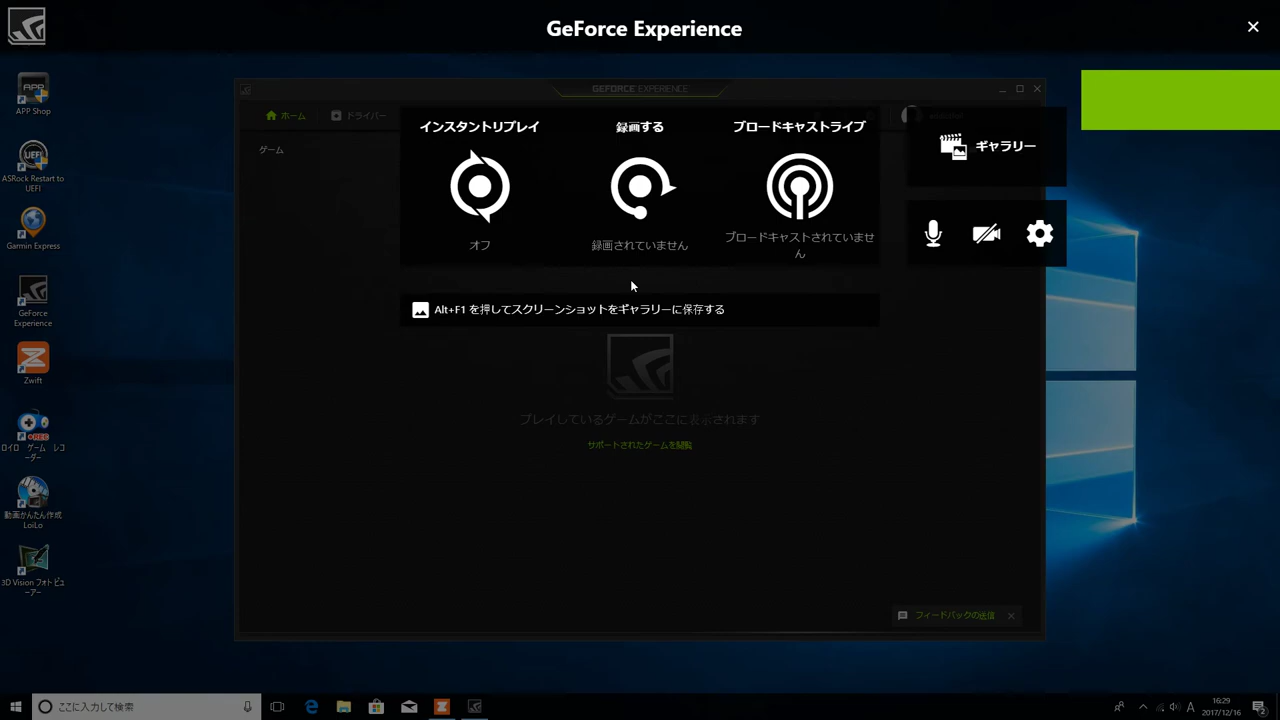 GeForce Experience
APP Shop
ASRock Restart to
UEFI
Garmin Express
GeForce
Experience
Zwift
ロイロ ゲーム レコ
ーダー
動画かんたん作成
LoiLo
3D Vision フォトビュ
ーアー
GEFORCE EXPERIENCE
ホーム
ドライバー
ゲーム
インスタントリプレイ
オフ
録画する
録画されていません
ブロードキャストライブ
ブロードキャストされていませ
ん
ギャラリー
Alt+F1 を押してスクリーンショットをギャラリーに保存する
プレイしているゲームがここに表示されます
サポートされたゲームを閲覧
フィードバックの送信
ここに入力して検索
A
16:29
2017/12/16
2